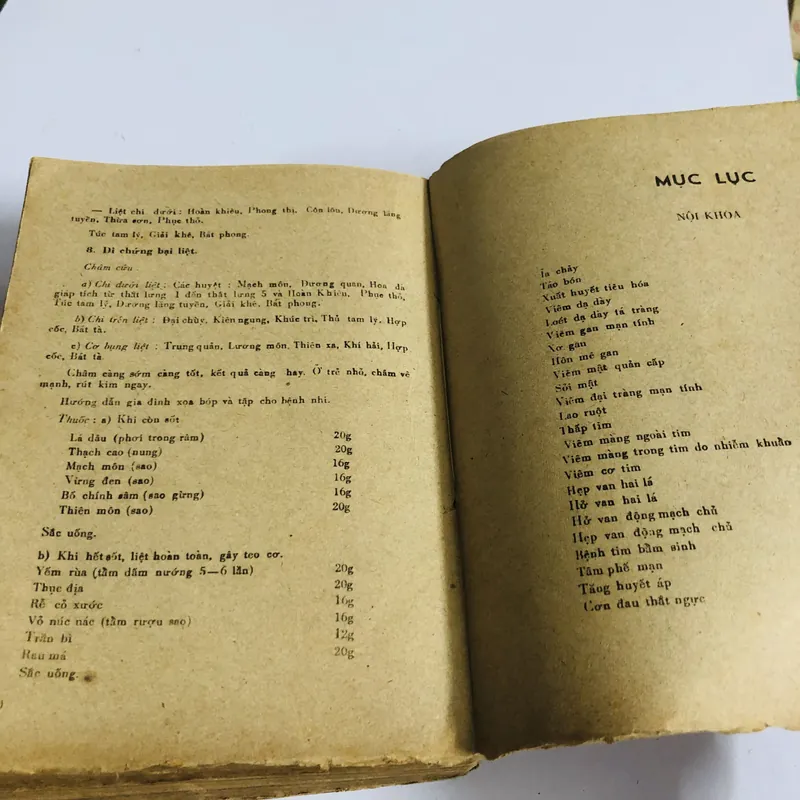 — Liệt chi dưới : Hoàn khiêu, Phong thị, Côn lôn, Dương lăng
tuyền, Thừa sơn, Phục thỏ,
Túc tam lý, Giải khê, Bát phong.
8. Di chứng bại liệt.
Châm cứu
a) Chi dưới liệt : Các huyệt : Mạch môn, Dương quan, Hoa đà
giáp tích từ thắt lưng 1 đến thắt lưng 5 và Hoàn Khiêu, Phục thỏ,
Túc tam lý, Dương lăng tuyền, Giải khê, Bát phong.
b) Chi trên liệt : Đại chùy, Kiên ngung, Khúc trì, Thủ tam lý, Hợp
cốc, Bát tà.
c) Cơ bụng liệt : Trung quản, Lương môn, Thiên xa, Khí hải, Hợp
cốc, Bát tà.
Châm càng sớm càng tốt, kết quả càng hay. Ở trẻ nhỏ, châm vê
mạnh, rút kim ngay.
Hướng dẫn gia đình xoa bóp và tập cho bệnh nhi.
Thuốc : a) Khi còn sốt
Lá dâu (phơi trong râm) 20g
Thạch cao (nung) 20g
Mạch môn (sao) 16g
Vừng đen (sao) 16g
Bố chính sâm (sao gừng) 16g
Thiên môn (sao) 20g
Sắc uống.
b) Khi hết sốt, liệt hoàn toàn, gây teo cơ.
Yếm rùa (tẩm dấm nướng 5—6 lần) 20g
Thục địa 20g
Rễ cỏ xước 16g
Vỏ núc nác (tẩm rượu sao) 16g
Trần bì 12g
Rau má 20g
Sắc uống.
MỤC LỤC
NỘI KHOA
Ỉa chảy
Táo bón
Xuất huyết tiêu hóa
Viêm dạ dày
Loét dạ dày tá tràng
Viêm gan mạn tính
Xơ gan
Hôn mê gan
Viêm mật quản cấp
Sỏi mật
Viêm đại tràng mạn tính
Lao ruột
Thấp tim
Viêm màng ngoài tim
Viêm màng trong tim do nhiễm khuẩn
Viêm cơ tim
Hẹp van hai lá
Hở van hai lá
Hở van động mạch chủ
Hẹp van động mạch chủ
Bệnh tim bẩm sinh
Tâm phế mạn
Tăng huyết áp
Cơn đau thắt ngực